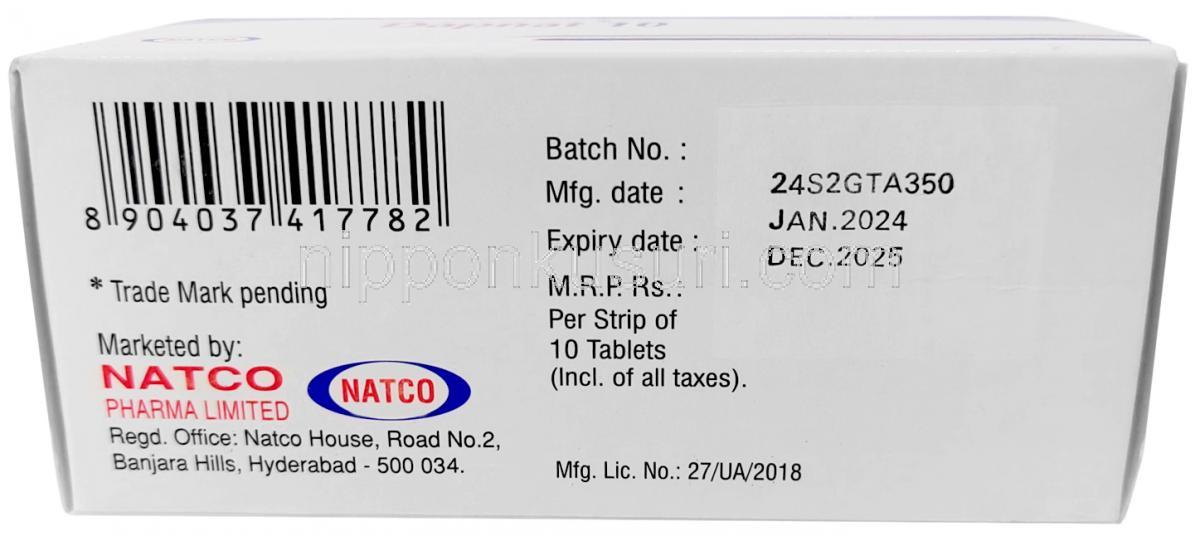 Dapnat 10
8 904037 417782
* Trade Mark pending
Marketed by:
NATCO
PHARMA LIMITED
NATCO
Regd. Office: Natco House, Road No.2,
Banjara Hills, Hyderabad - 500 034.
Batch No. :
Mfg. date :
Expiry date :
M.R.P. Rs.:
Per Strip of
10 Tablets
(Incl. of all taxes).
24S2GTA350
JAN.2024
DEC.2025
Mfg. Lic. No.: 27/UA/2018
nipponkusuri.com